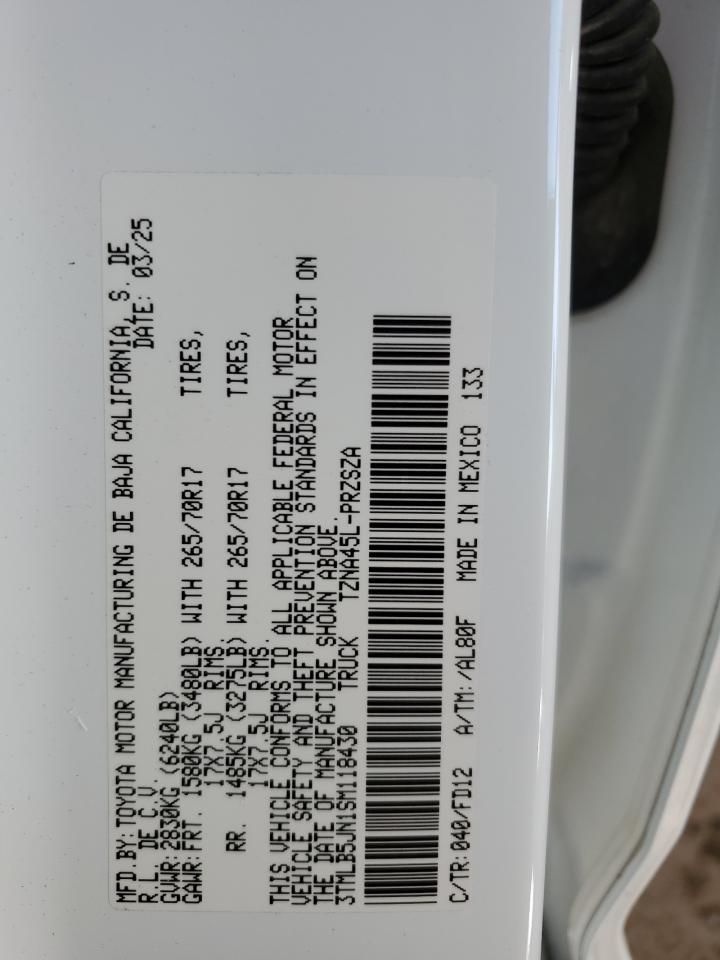 MFD.BY:TOYOTA MOTOR MANUFACTURING DE BAJA CALIFORNIA, S. DE
R.L. DE C.V. DATE: 03/25
GVWR:2830KG (6240LB)
GAWR:FRT. 1580KG (3480LB) WITH 265/70R17 TIRES,
17X7.5J RIMS.
RR. 1485KG (3275LB) WITH 265/70R17 TIRES,
17X7.5J RIMS.
THIS VEHICLE CONFORMS TO ALL APPLICABLE FEDERAL MOTOR
VEHICLE SAFETY AND THEFT PREVENTION STANDARDS IN EFFECT ON
THE DATE OF MANUFACTURE SHOWN ABOVE.
3TMLB5JN1SM118430 TRUCK TZNA45L-PRZSZA
C/TR:040/FD12 A/TM:/AL80F MADE IN MEXICO 133